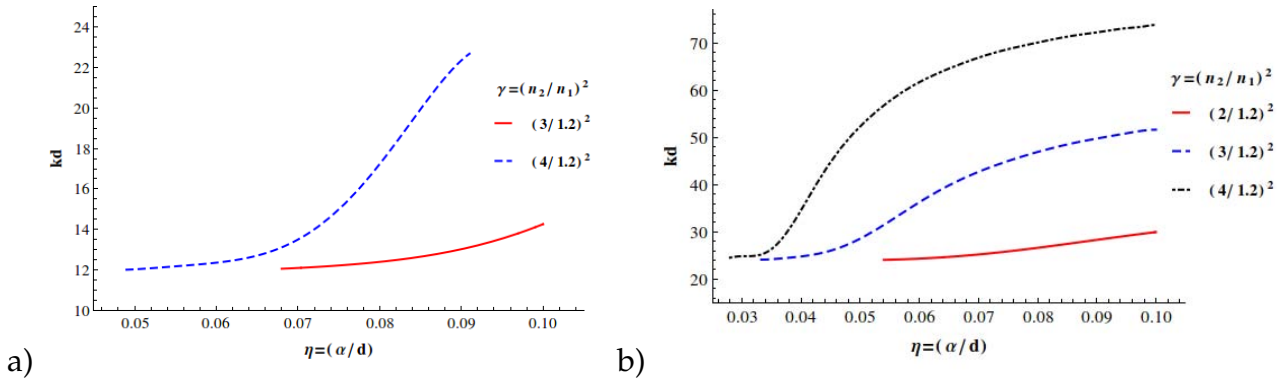 24
22
20
18
16
14
12
10
kd
0.05 0.06 0.07 0.08 0.09 0.10
η=(α/d)
γ=(n₂/n₁)²
(3/1.2)²
(4/1.2)²
a)
70
60
50
40
30
20
kd
0.03 0.04 0.05 0.06 0.07 0.08 0.09 0.10
η=(α/d)
γ=(n₂/n₁)²
(2/1.2)²
(3/1.2)²
(4/1.2)²
b)